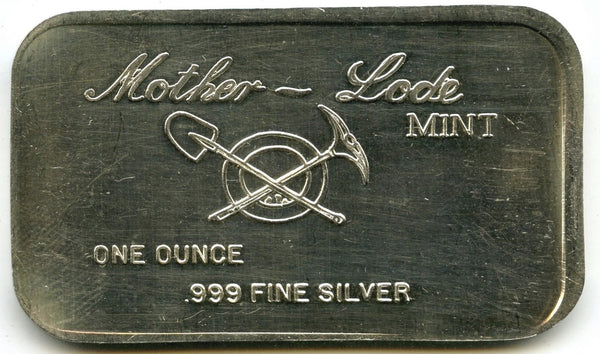 Mother – Lode
MINT
ONE OUNCE
.999 FINE SILVER